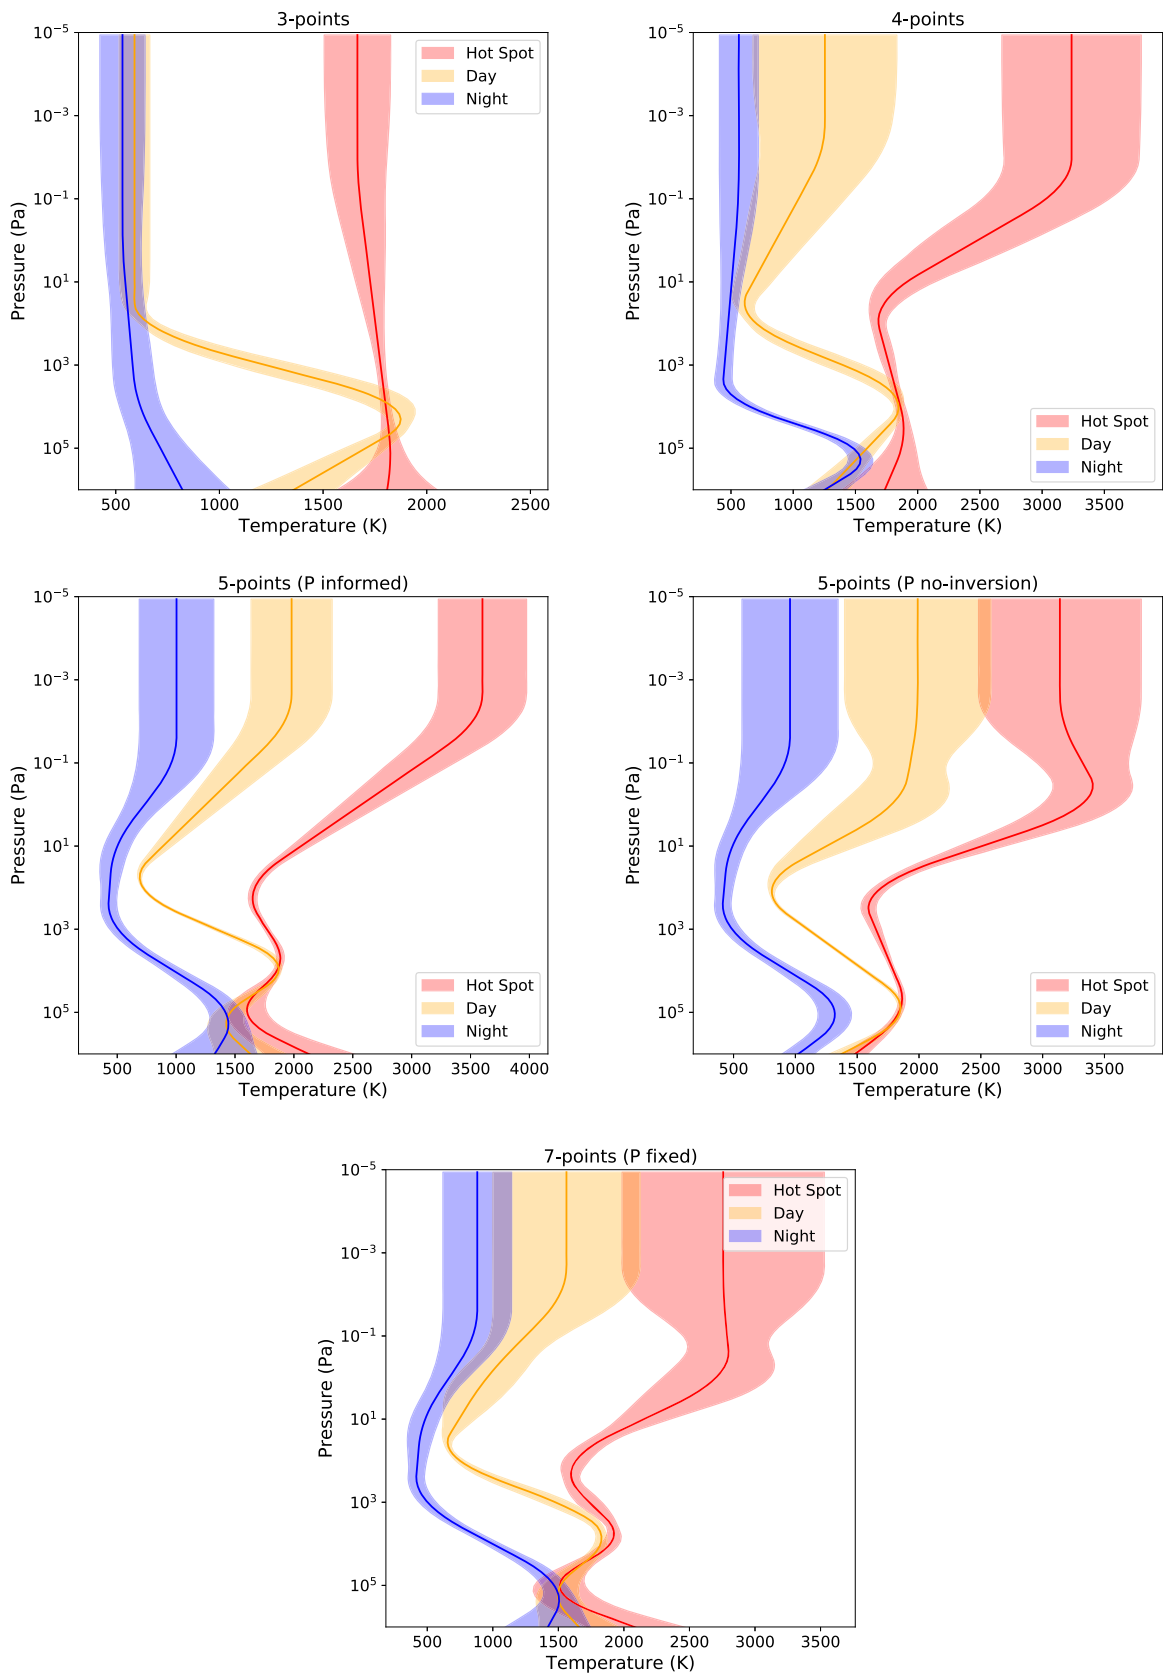 3-points
10⁻⁵
10⁻³
10⁻¹
10¹
10³
10⁵
Pressure (Pa)
500 1000 1500 2000 2500
Temperature (K)
Hot Spot
Day
Night
4-points
10⁻⁵
10⁻³
10⁻¹
10¹
10³
10⁵
Pressure (Pa)
500 1000 1500 2000 2500 3000 3500
Temperature (K)
Hot Spot
Day
Night
5-points (P informed)
10⁻⁵
10⁻³
10⁻¹
10¹
10³
10⁵
Pressure (Pa)
500 1000 1500 2000 2500 3000 3500 4000
Temperature (K)
Hot Spot
Day
Night
5-points (P no-inversion)
10⁻⁵
10⁻³
10⁻¹
10¹
10³
10⁵
Pressure (Pa)
500 1000 1500 2000 2500 3000 3500
Temperature (K)
Hot Spot
Day
Night
7-points (P fixed)
10⁻⁵
10⁻³
10⁻¹
10¹
10³
10⁵
Pressure (Pa)
500 1000 1500 2000 2500 3000 3500
Temperature (K)
Hot Spot
Day
Night